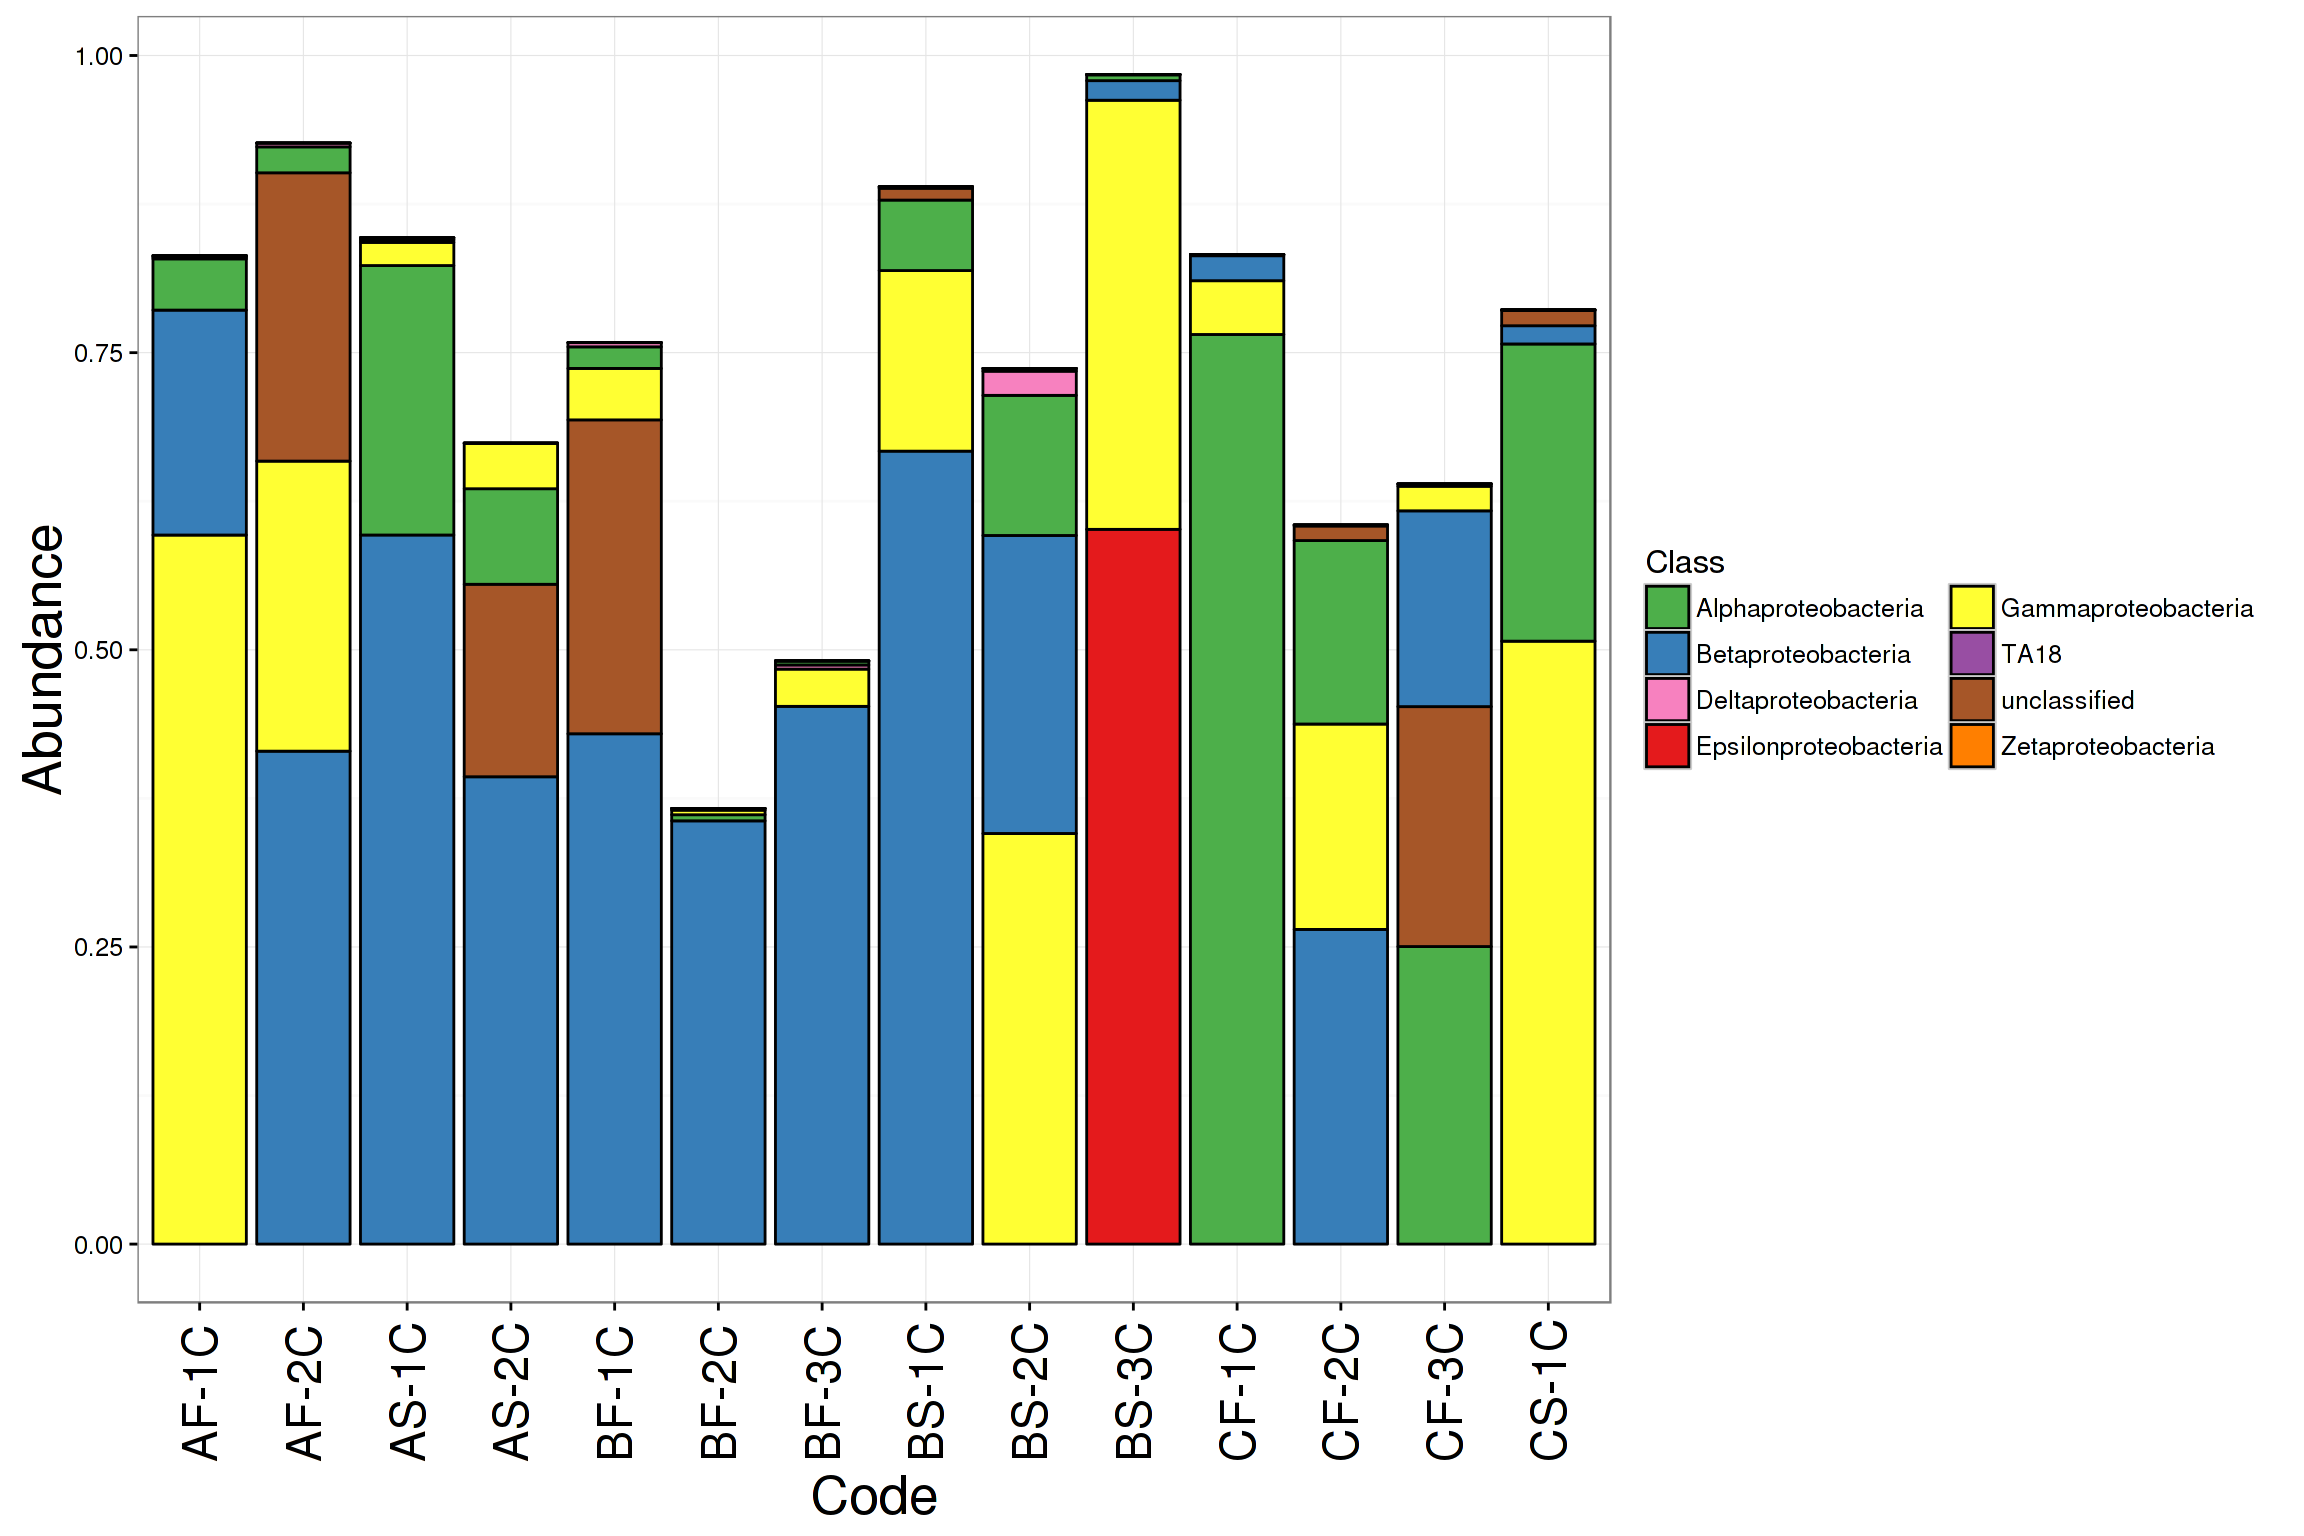 Abundance
1.00
0.75
0.50
0.25
0.00
AF-1C
AF-2C
AS-1C
AS-2C
BF-1C
BF-2C
BF-3C
BS-1C
BS-2C
BS-3C
CF-1C
CF-2C
CF-3C
CS-1C
Code
Class
Alphaproteobacteria
Betaproteobacteria
Deltaproteobacteria
Epsilonproteobacteria
Gammaproteobacteria
TA18
unclassified
Zetaproteobacteria